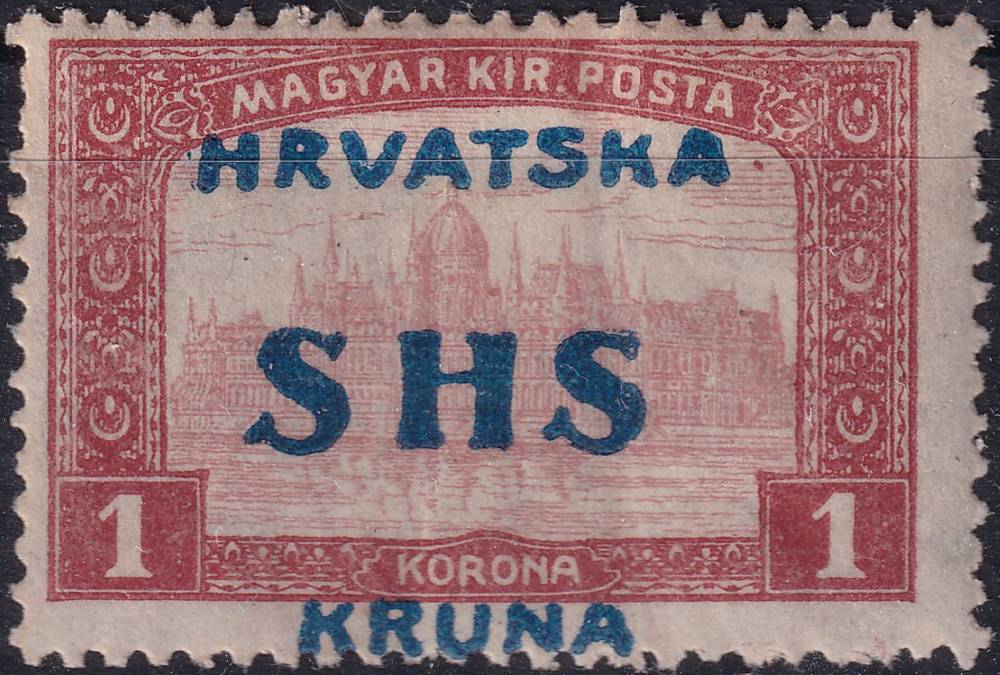 MAGYAR KIR. POSTA
HRVATSKA
SHS
1 1
KORONA
KRUNA